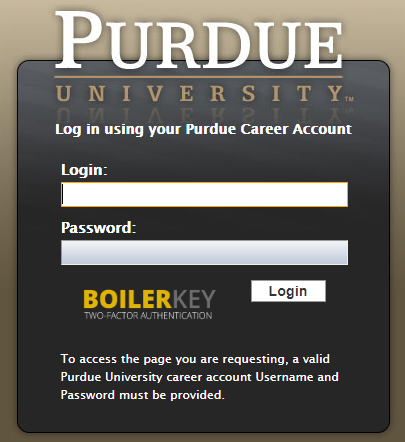 PURDUE
UNIVERSITY™
Log in using your Purdue Career Account
Login:
Password:
BOILERKEY
TWO-FACTOR AUTHENTICATION
Login
To access the page you are requesting, a valid
Purdue University career account Username and
Password must be provided.